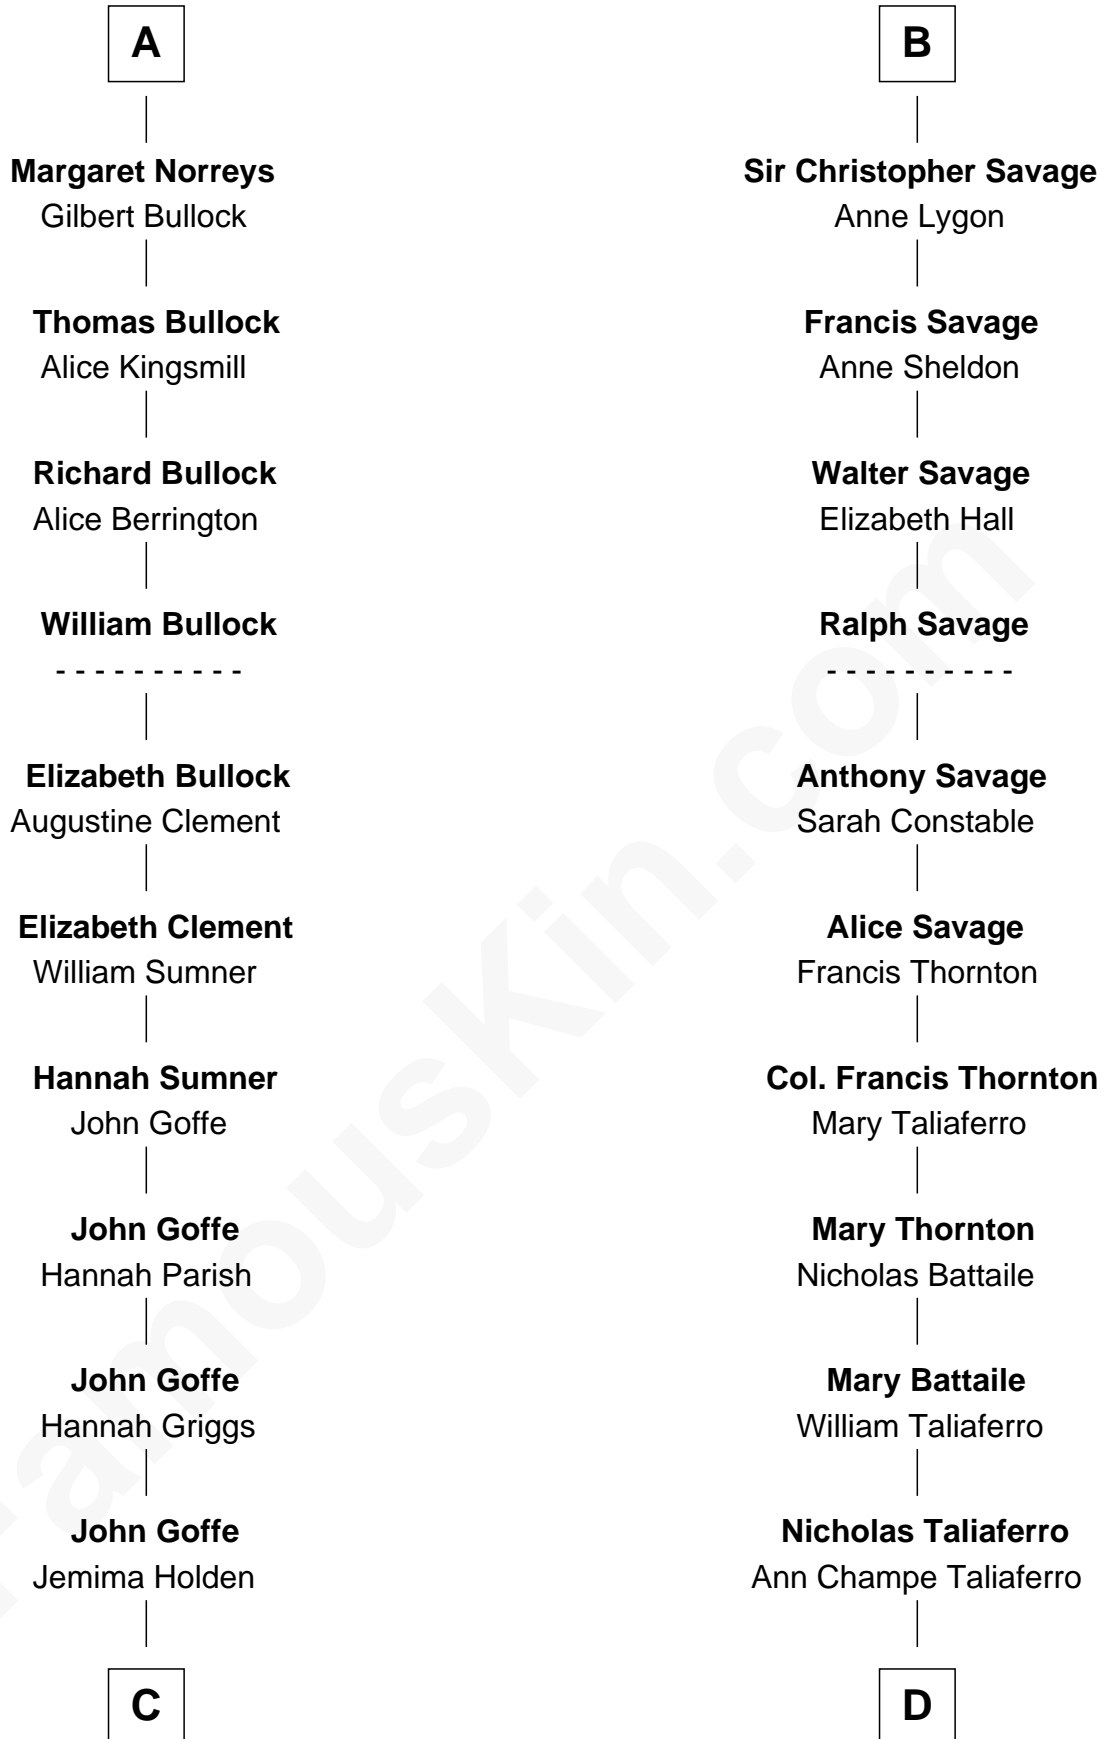 A
Margaret Norreys
Gilbert Bullock
Thomas Bullock
Alice Kingsmill
Richard Bullock
Alice Berrington
William Bullock
- - - - - - - - - -
Elizabeth Bullock
Augustine Clement
Elizabeth Clement
William Sumner
Hannah Sumner
John Goffe
John Goffe
Hannah Parish
John Goffe
Hannah Griggs
John Goffe
Jemima Holden
C
B
Sir Christopher Savage
Anne Lygon
Francis Savage
Anne Sheldon
Walter Savage
Elizabeth Hall
Ralph Savage
- - - - - - - - - -
Anthony Savage
Sarah Constable
Alice Savage
Francis Thornton
Col. Francis Thornton
Mary Taliaferro
Mary Thornton
Nicholas Battaile
Mary Battaile
William Taliaferro
Nicholas Taliaferro
Ann Champe Taliaferro
D
FamousKin.com